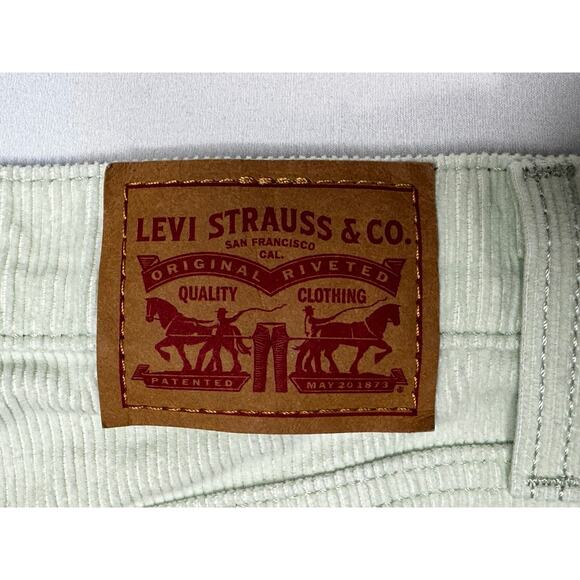 LEVI STRAUSS & CO.
SAN FRANCISCO
CAL.
ORIGINAL RIVETED
QUALITY CLOTHING
PATENTED MAY 20 1873 ®